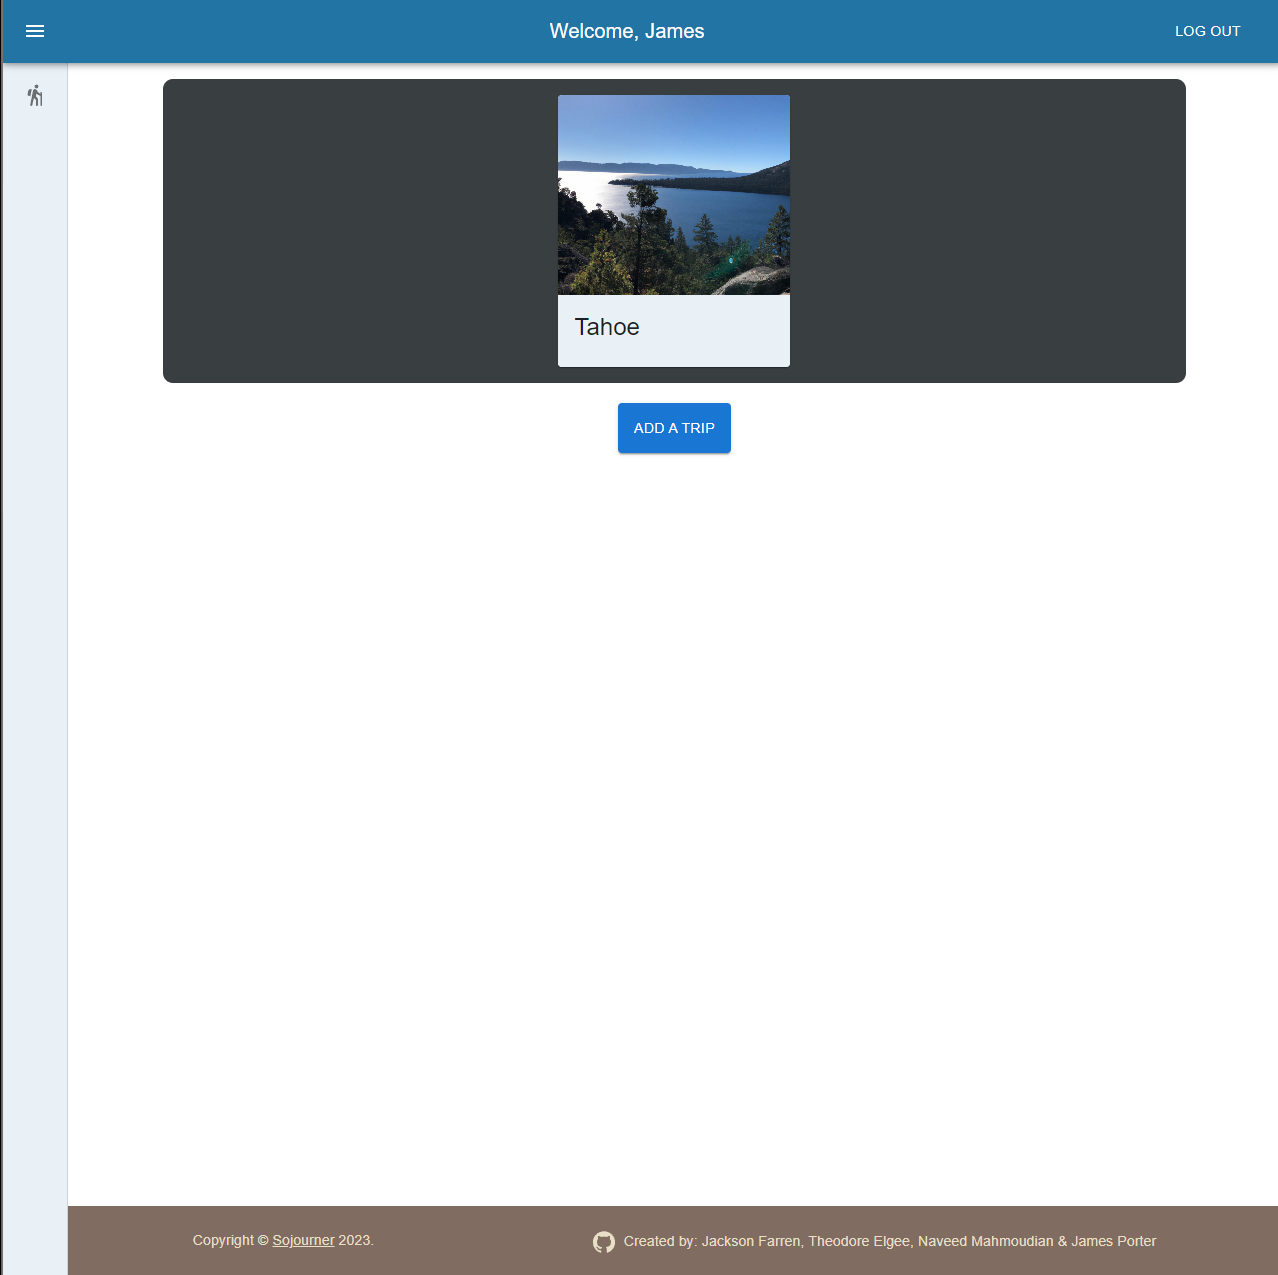 Welcome, James
LOG OUT
Tahoe
ADD A TRIP
Copyright © Sojourner 2023.
Created by: Jackson Farren, Theodore Elgee, Naveed Mahmoudian & James Porter